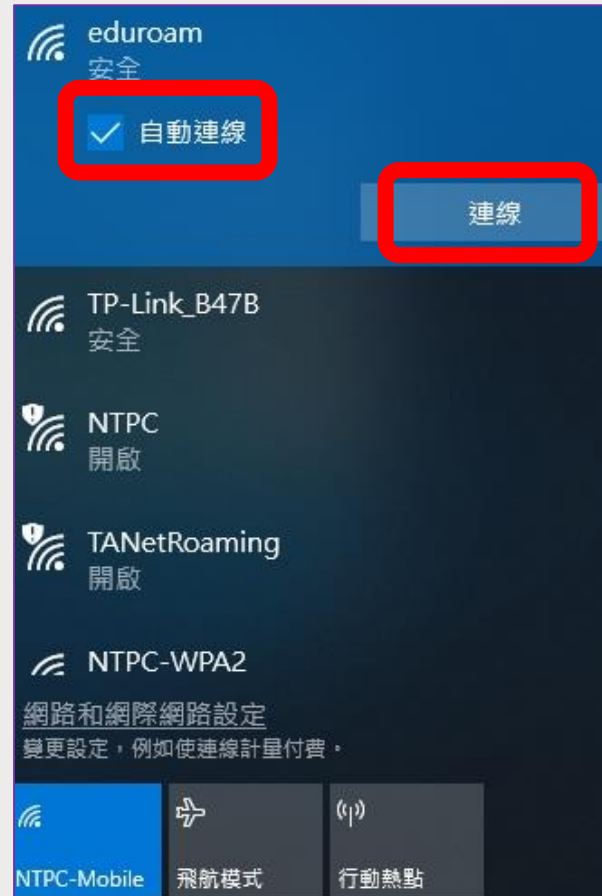 eduroam
安全
自動連線
連線
TP-Link_B47B
安全
NTPC
開啟
TANetRoaming
開啟
NTPC-WPA2
網路和網際網路設定
變更設定，例如使連線計量付費。
NTPC-Mobile
飛航模式
行動熱點